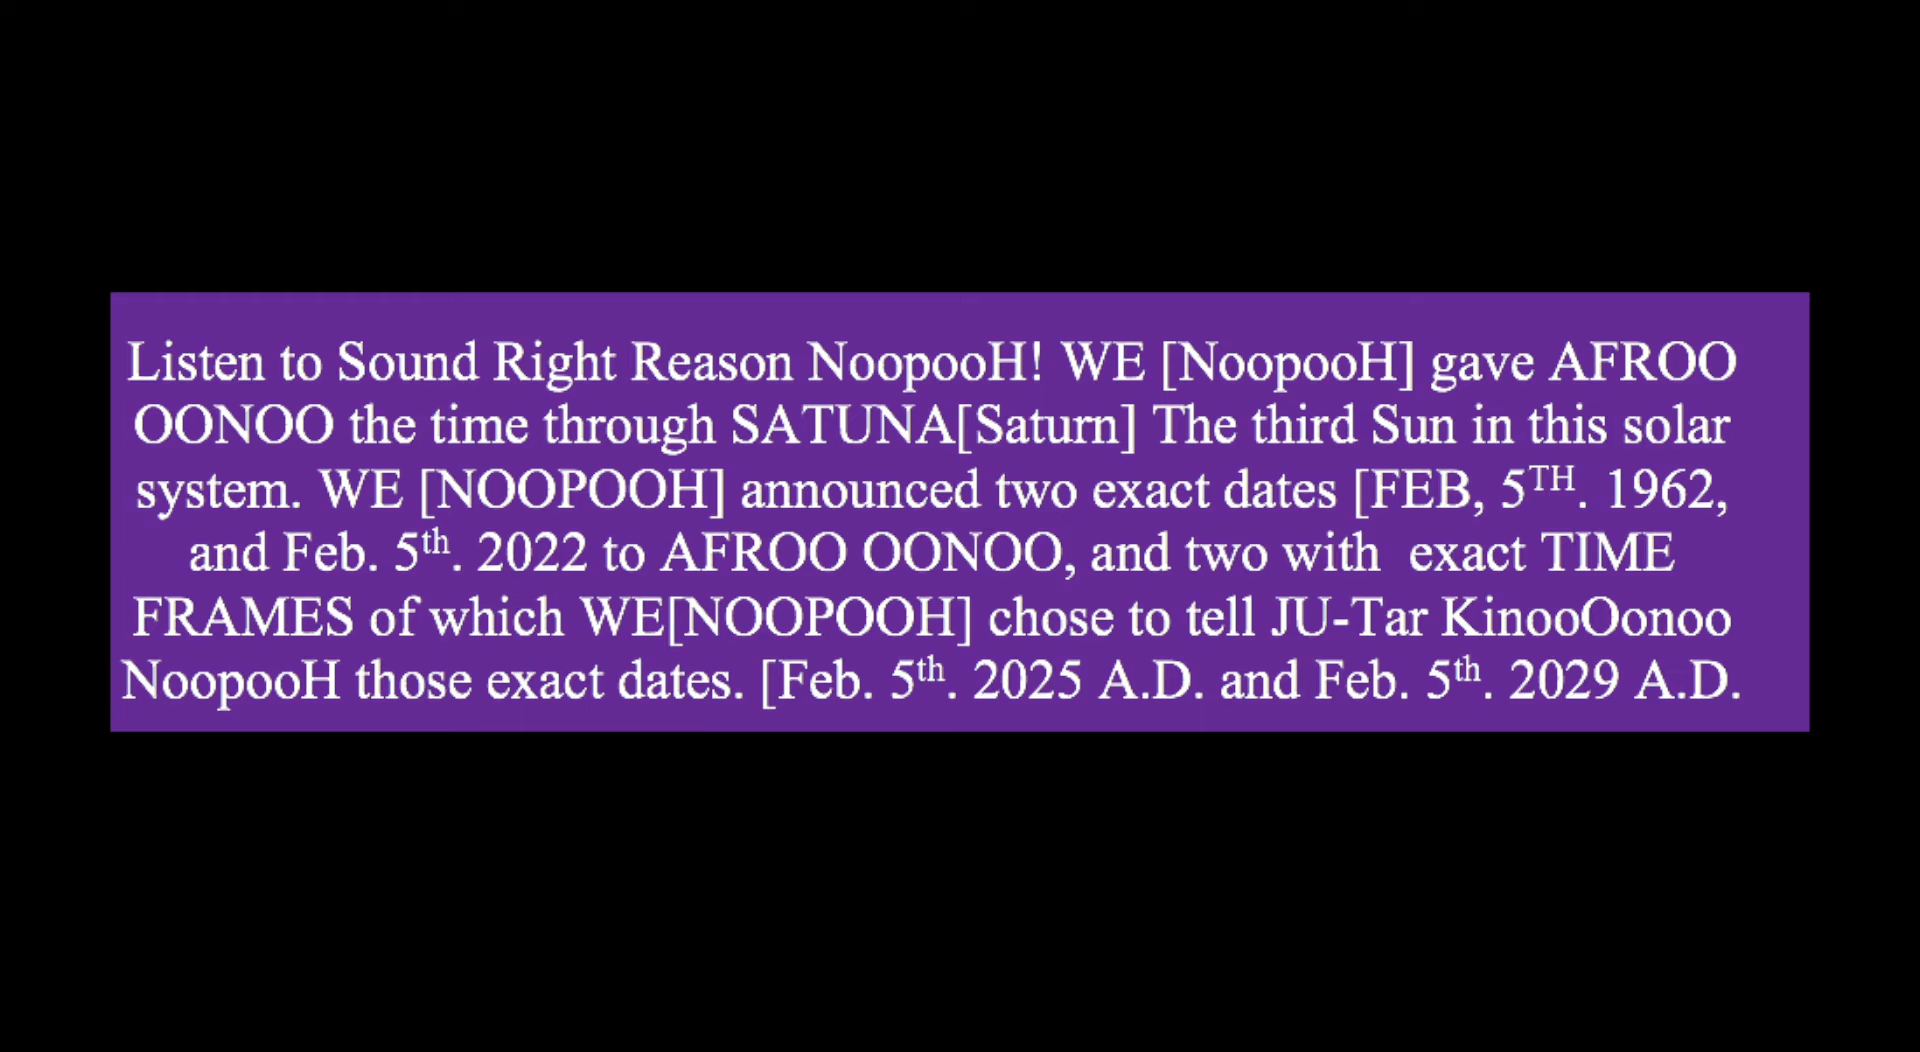 Listen to Sound Right Reason NoopooH! WE [NoopooH] gave AFROO
OONOO the time through SATUNA[Saturn] The third Sun in this solar
system. WE [NOOPOOH] announced two exact dates [FEB, 5TH. 1962,
and Feb. 5th. 2022 to AFROO OONOO, and two with  exact TIME
FRAMES of which WE[NOOPOOH] chose to tell JU-Tar KinooOonoo
NoopooH those exact dates. [Feb. 5th. 2025 A.D. and Feb. 5th. 2029 A.D.